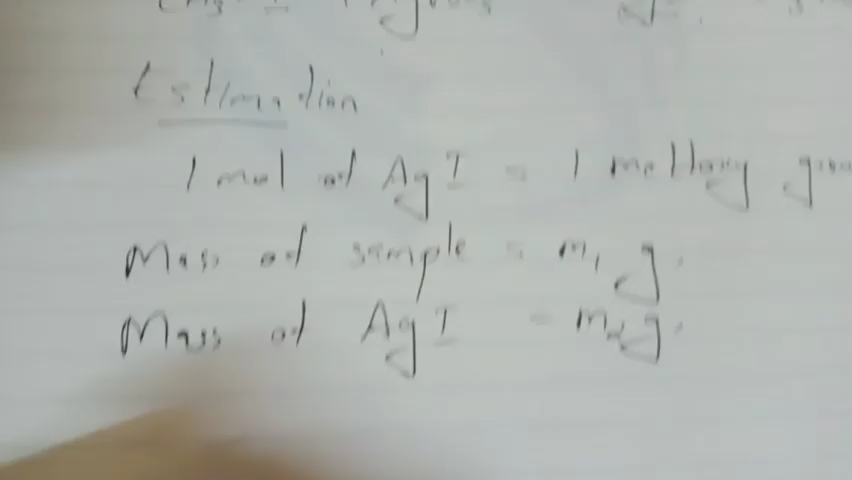 Estimation
1 mol of AgI = 1 methoxy
Mass of sample = m1 g.
Mass of AgI = m2 g.